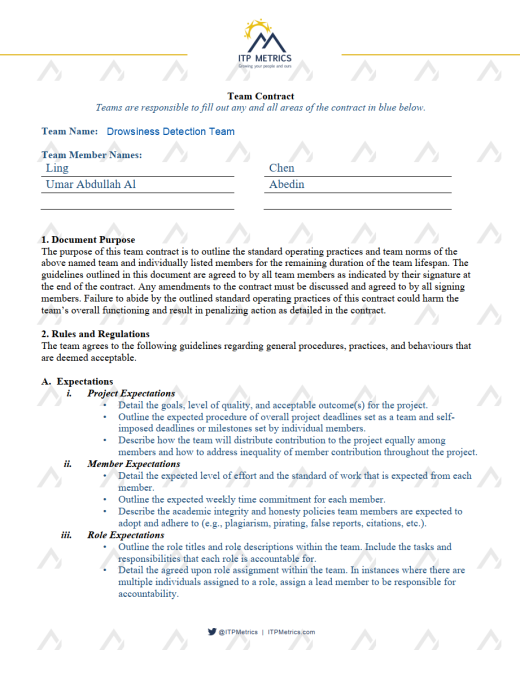 ITP METRICS
Growing your people and ours
Team Contract
Teams are responsible to fill out any and all areas of the contract in blue below.
Team Name: Drowsiness Detection Team
Team Member Names:
Ling Chen
Umar Abdullah Al Abedin
1. Document Purpose
The purpose of this team contract is to outline the standard operating practices and team norms of the
above named team and individually listed members for the remaining duration of the team lifespan. The
guidelines outlined in this document are agreed to by all team members as indicated by their signature at
the end of the contract. Any amendments to the contract must be discussed and agreed to by all signing
members. Failure to abide by the outlined standard operating practices of this contract could harm the
team's overall functioning and result in penalizing action as detailed in the contract.
2. Rules and Regulations
The team agrees to the following guidelines regarding general procedures, practices, and behaviours that
are deemed acceptable.
A. Expectations
i. Project Expectations
• Detail the goals, level of quality, and acceptable outcome(s) for the project.
• Outline the expected procedure of overall project deadlines set as a team and self-
imposed deadlines or milestones set by individual members.
• Describe how the team will distribute contribution to the project equally among
members and how to address inequality of member contribution throughout the project.
ii. Member Expectations
• Detail the expected level of effort and the standard of work that is expected from each
member.
• Outline the expected weekly time commitment for each member.
• Describe the academic integrity and honesty policies team members are expected to
adopt and adhere to (e.g., plagiarism, pirating, false reports, citations, etc.).
iii. Role Expectations
• Outline the role titles and role descriptions within the team. Include the tasks and
responsibilities that each role is accountable for.
• Detail the agreed upon role assignment within the team. In instances where there are
multiple individuals assigned to a role, assign a lead member to be responsible for
accountability.
@ITPMetrics | ITPMetrics.com